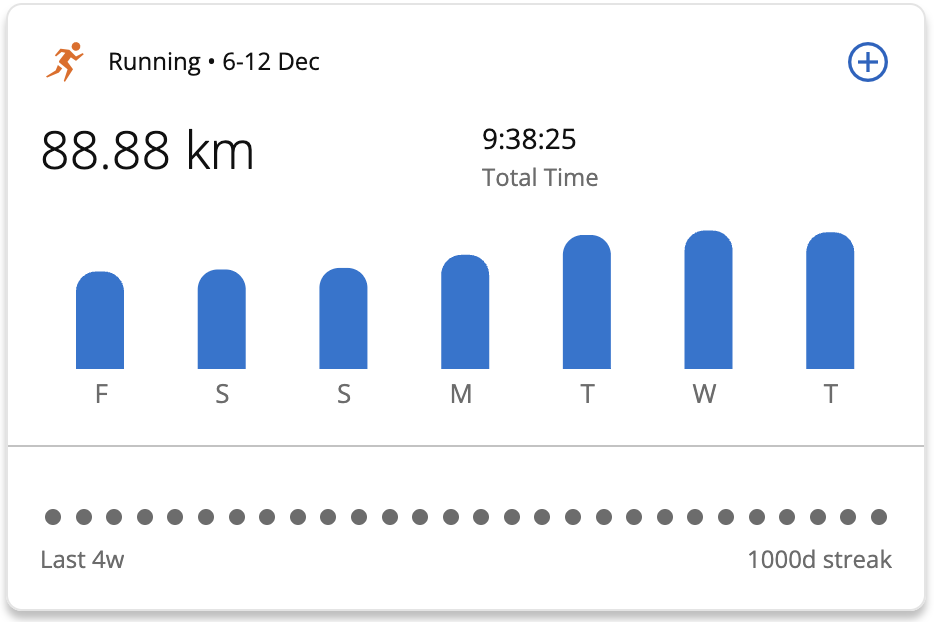 Running • 6-12 Dec
88.88 km
9:38:25
Total Time
F S S M T W T
Last 4w 1000d streak